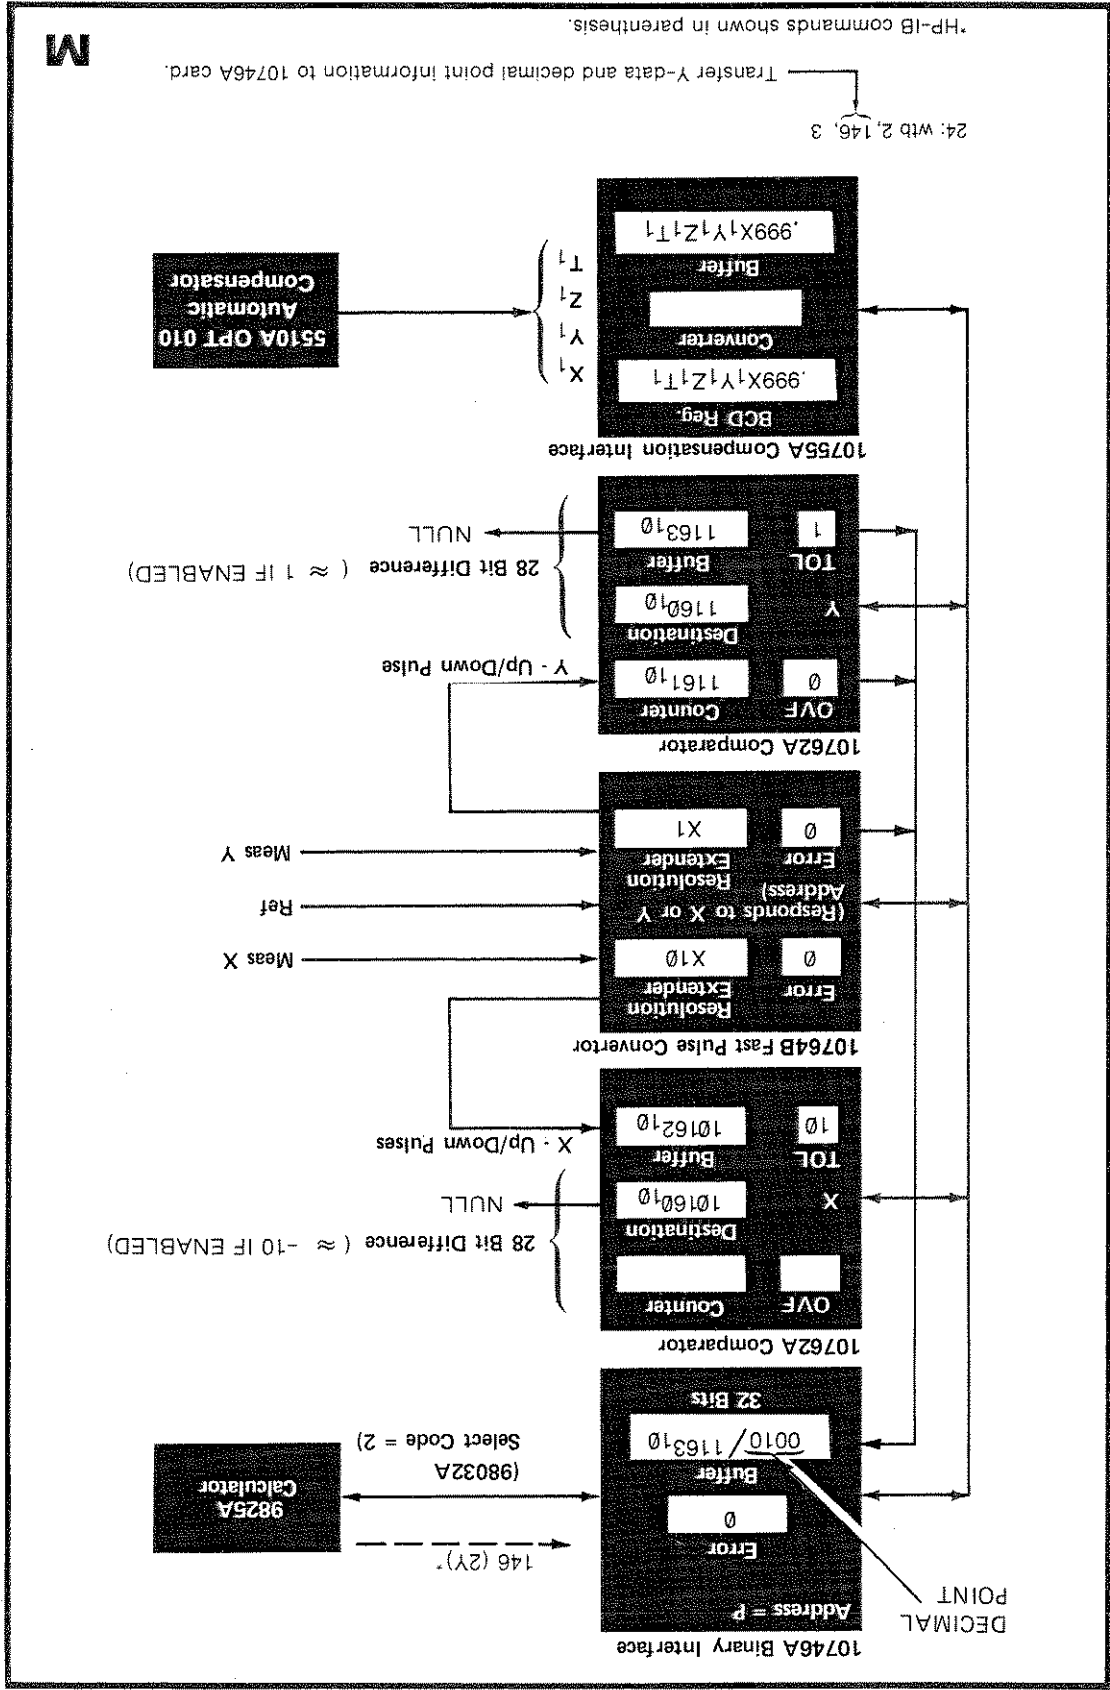 10746A Binary Interface
Address = P
Error
0
Buffer
0010/1163₁₀
32 Bits
DECIMAL
POINT
146 (2Y)*
9825A
Calculator
(98032A
Select Code = 2)
10762A Comparator
OVF
Counter
X
Destination
10160₁₀
TOL
10
Buffer
10162₁₀
28 Bit Difference ( ≈ -10 IF ENABLED)
NULL
X - Up/Down Pulses
10764B Fast Pulse Convertor
Error
0
Resolution
Extender
X10
(Responds to X or Y
Address)
Error
0
Resolution
Extender
X1
Meas X
Ref
Meas Y
10762A Comparator
OVF
0
Counter
1161₁₀
Y
Destination
1160₁₀
TOL
1
Buffer
1163₁₀
Y - Up/Down Pulse
28 Bit Difference ( ≈ 1 IF ENABLED)
NULL
10755A Compensation Interface
BCD Reg.
.999X₁Y₁Z₁T₁
Converter
Buffer
.999X₁Y₁Z₁T₁
X₁
Y₁
Z₁
T₁
5510A OPT 010
Automatic
Compensator
24: wtb 2, 146, 3
Transfer Y-data and decimal point information to 10746A card.
*HP-IB commands shown in parenthesis.
M